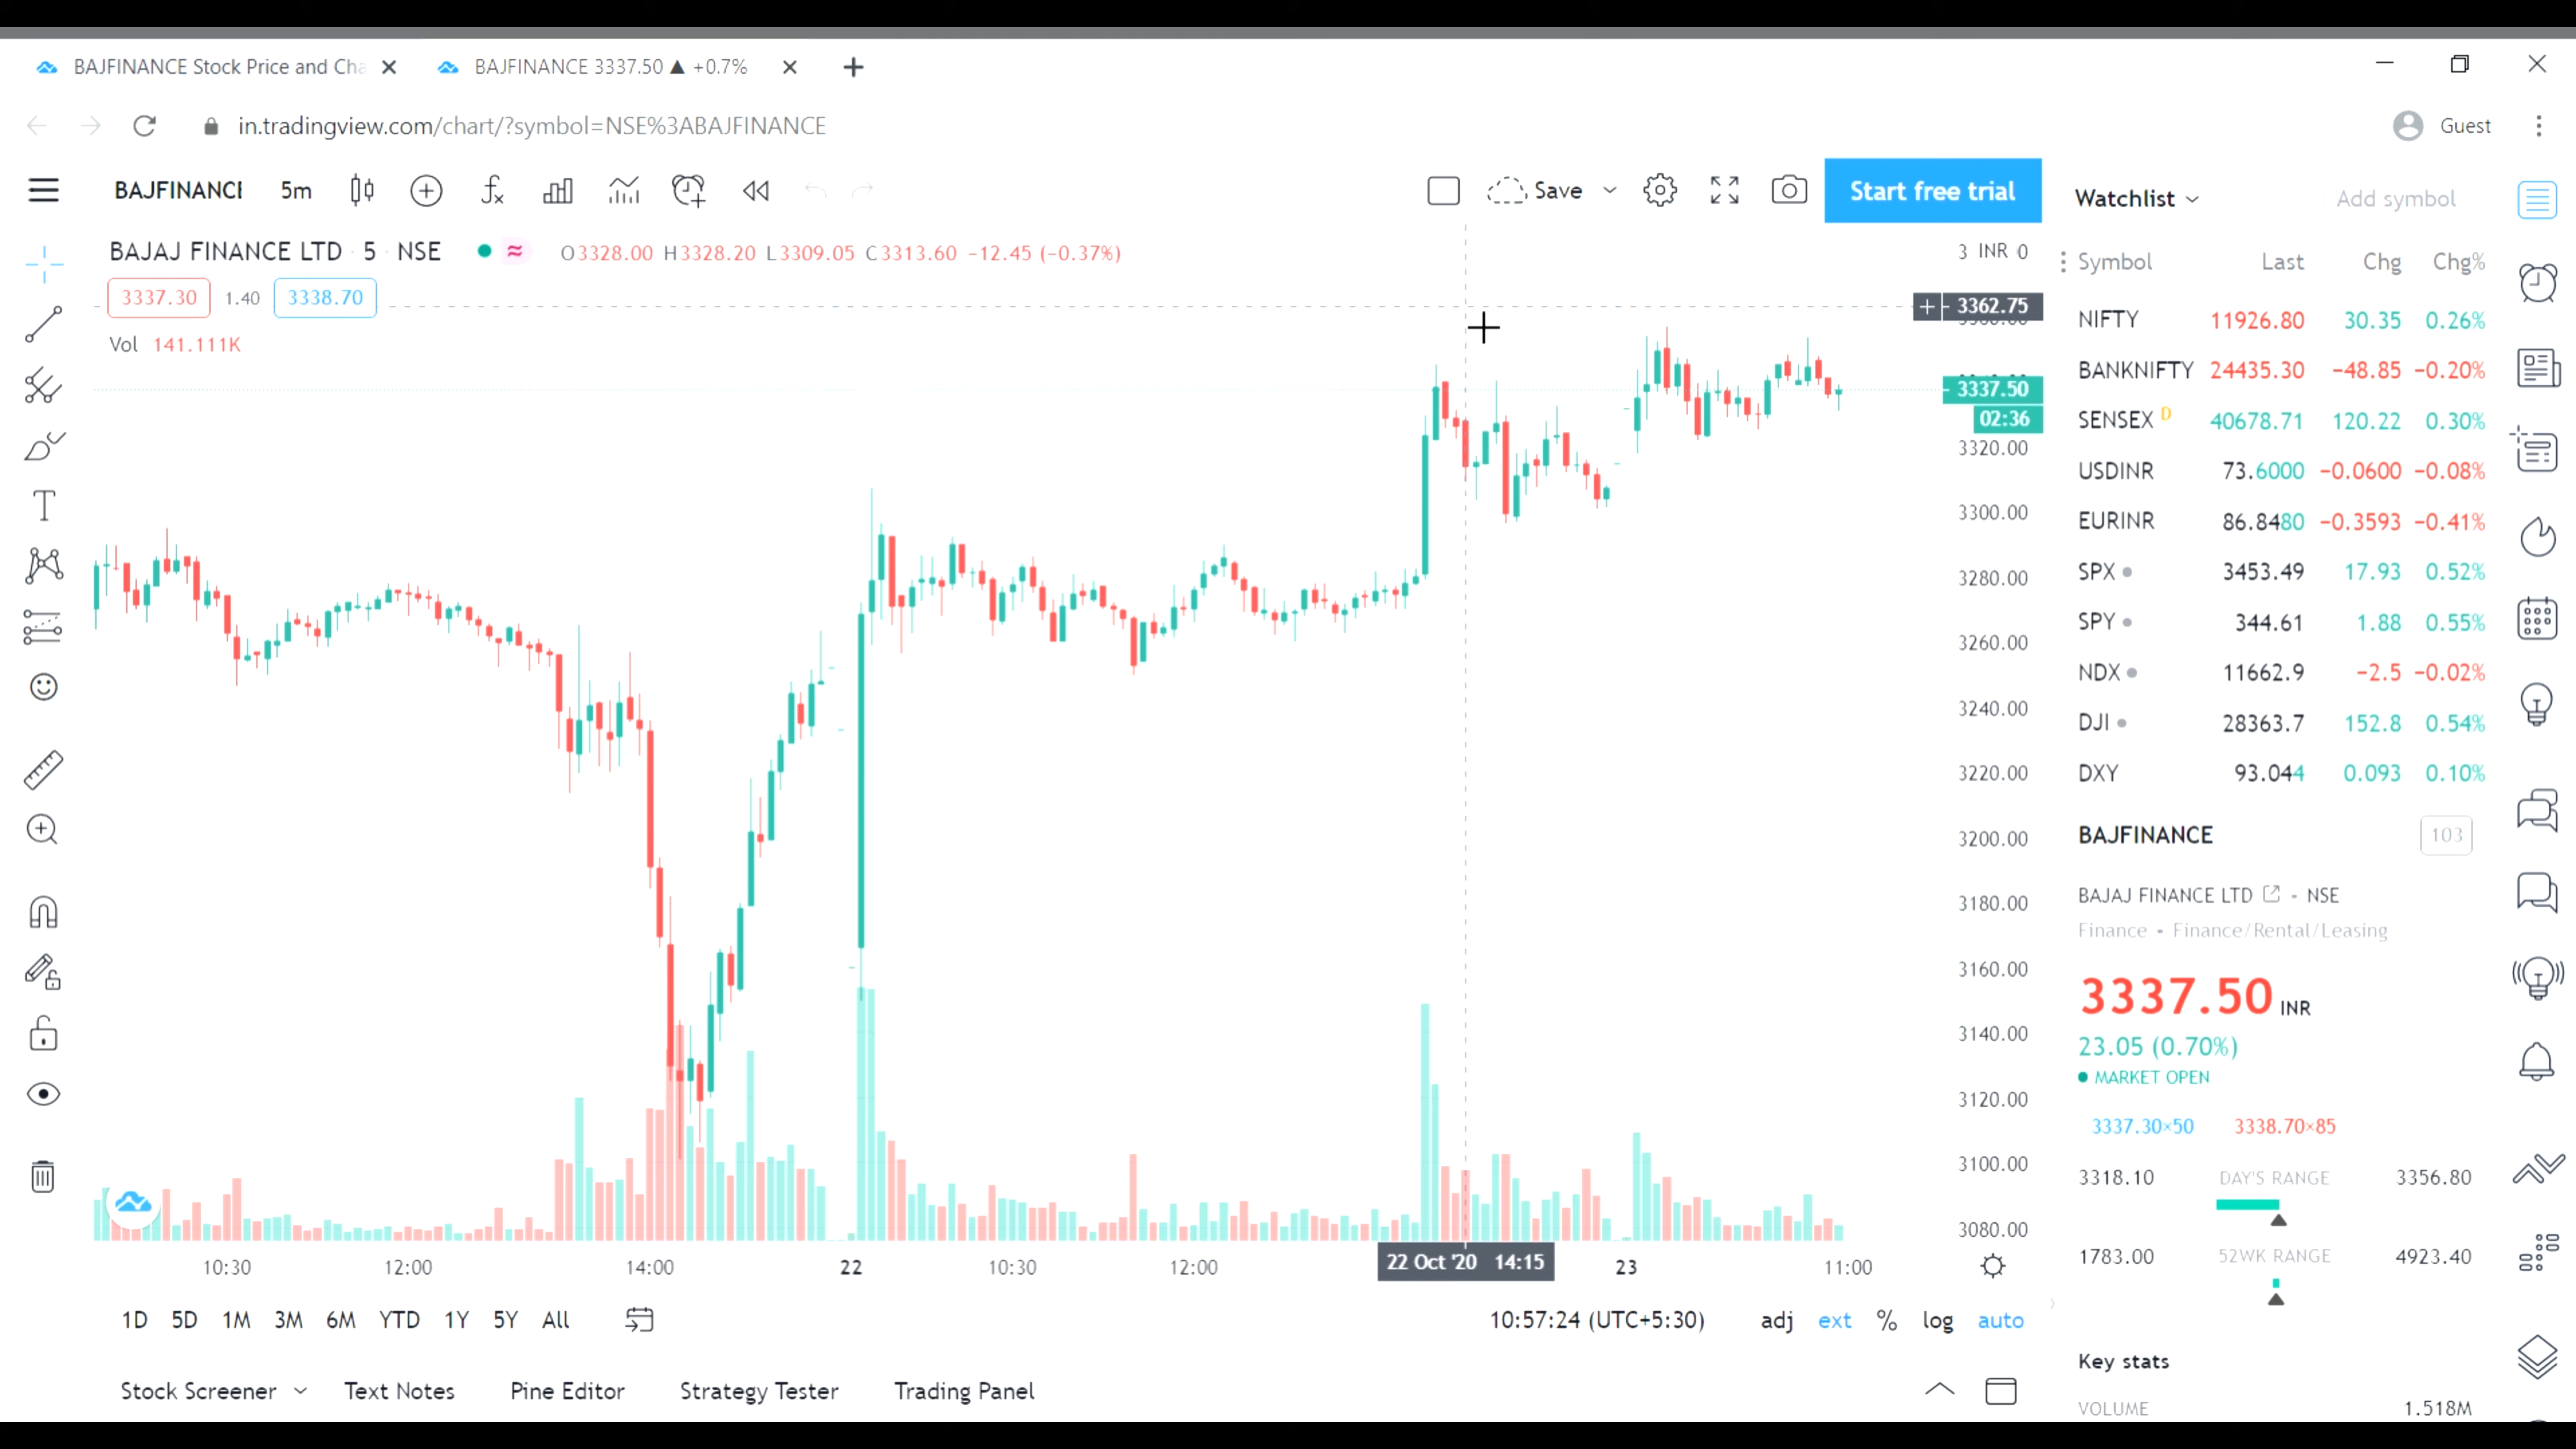 BAJFINANCE Stock Price and Cha
BAJFINANCE 3337.50 ▲ +0.7%
in.tradingview.com/chart/?symbol=NSE%3ABAJFINANCE
Guest
BAJFINANCE 5m
Save
Start free trial
BAJAJ FINANCE LTD · 5 · NSE
O3328.00 H3328.20 L3309.05 C3313.60 −12.45 (−0.37%)
3337.30 1.40 3338.70
Vol 141.111K
3 INR 0
3362.75
3337.50
02:36
3320.00
3300.00
3280.00
3260.00
3240.00
3220.00
3200.00
3180.00
3160.00
3140.00
3120.00
3100.00
3080.00
10:30 12:00 14:00 22 10:30 12:00 22 Oct '20 14:15 23 11:00
1D 5D 1M 3M 6M YTD 1Y 5Y All
10:57:24 (UTC+5:30) adj ext % log auto
Stock Screener Text Notes Pine Editor Strategy Tester Trading Panel
Watchlist Add symbol
Symbol Last Chg Chg%
NIFTY 11926.80 30.35 0.26%
BANKNIFTY 24435.30 −48.85 −0.20%
SENSEX D 40678.71 120.22 0.30%
USDINR 73.6000 −0.0600 −0.08%
EURINR 86.8480 −0.3593 −0.41%
SPX 3453.49 17.93 0.52%
SPY 344.61 1.88 0.55%
NDX 11662.9 −2.5 −0.02%
DJI 28363.7 152.8 0.54%
DXY 93.044 0.093 0.10%
BAJFINANCE 103
BAJAJ FINANCE LTD - NSE
Finance • Finance/Rental/Leasing
3337.50 INR
23.05 (0.70%)
MARKET OPEN
3337.30×50 3338.70×85
3318.10 DAY'S RANGE 3356.80
1783.00 52WK RANGE 4923.40
Key stats
VOLUME 1.518M